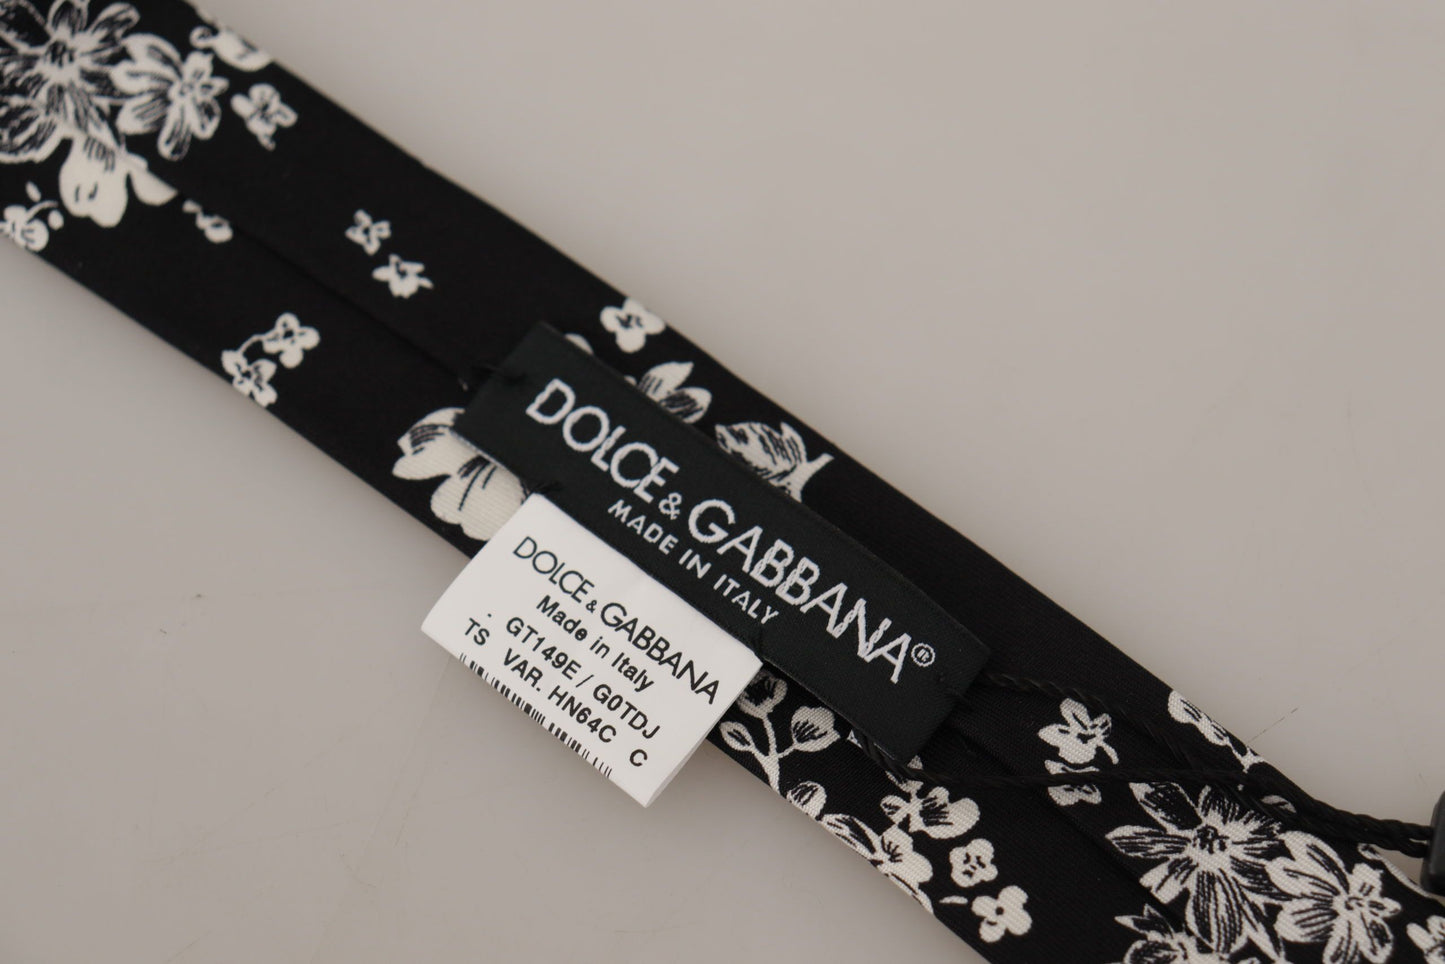 DOLCE & GABBANA®
MADE IN ITALY
DOLCE & GABBANA
Made in Italy
. GT149E / G0TDJ
TS VAR. HN64C C